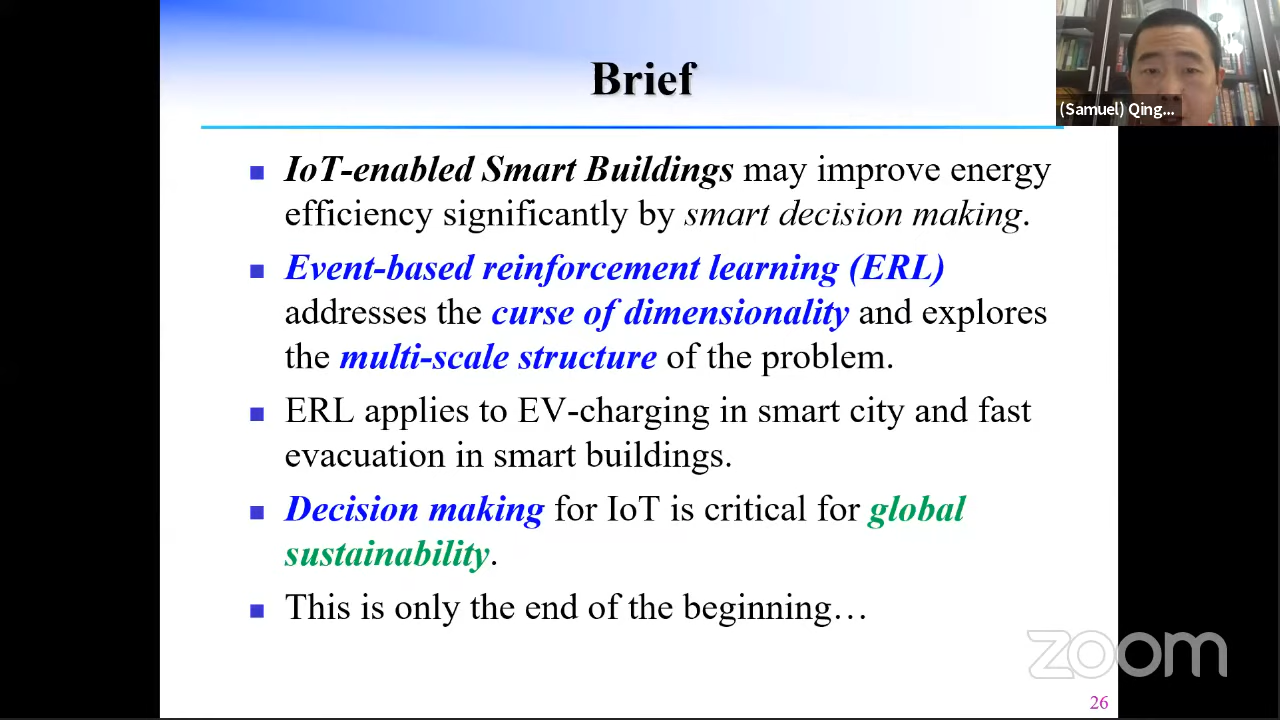 Brief
(Samuel) Qing...
IoT-enabled Smart Buildings may improve energy
efficiency significantly by smart decision making.
Event-based reinforcement learning (ERL)
addresses the curse of dimensionality and explores
the multi-scale structure of the problem.
ERL applies to EV-charging in smart city and fast
evacuation in smart buildings.
Decision making for IoT is critical for global
sustainability.
This is only the end of the beginning…
zoom
26